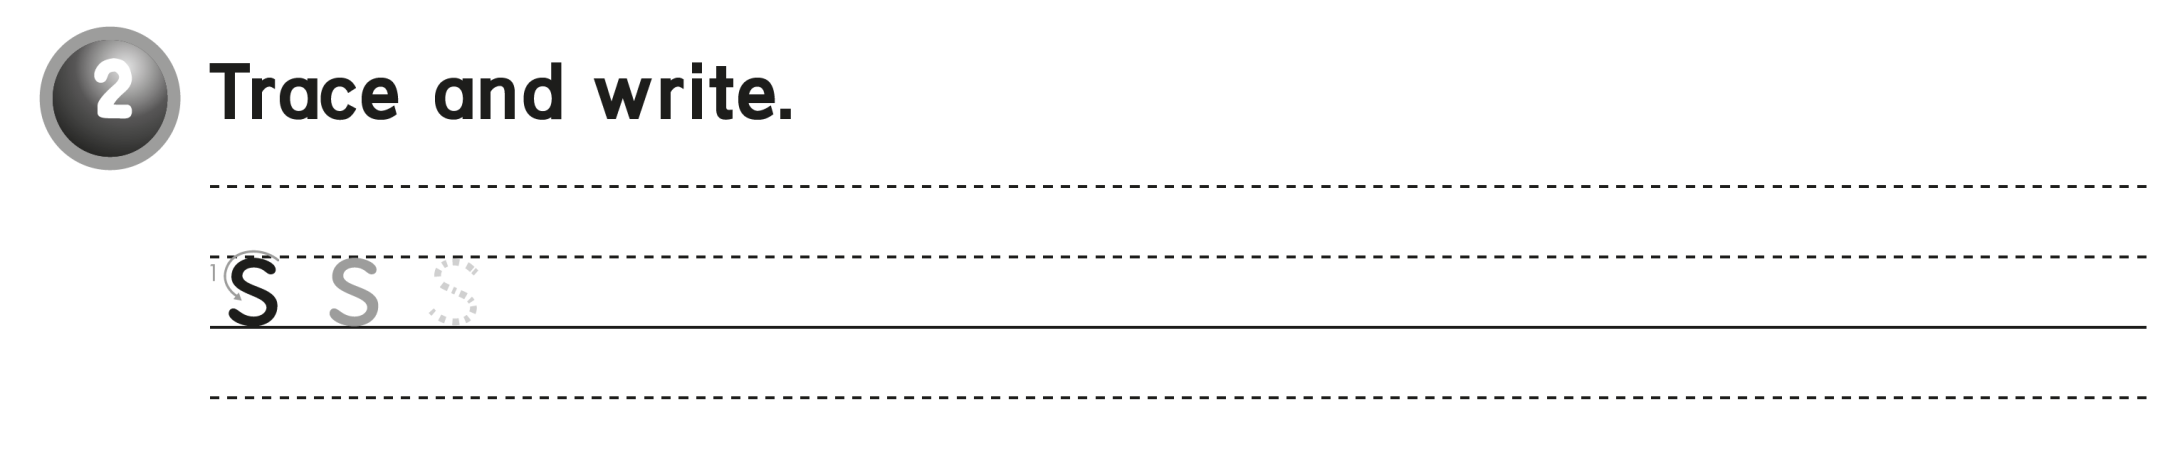 2 Trace and write.
1 s s s